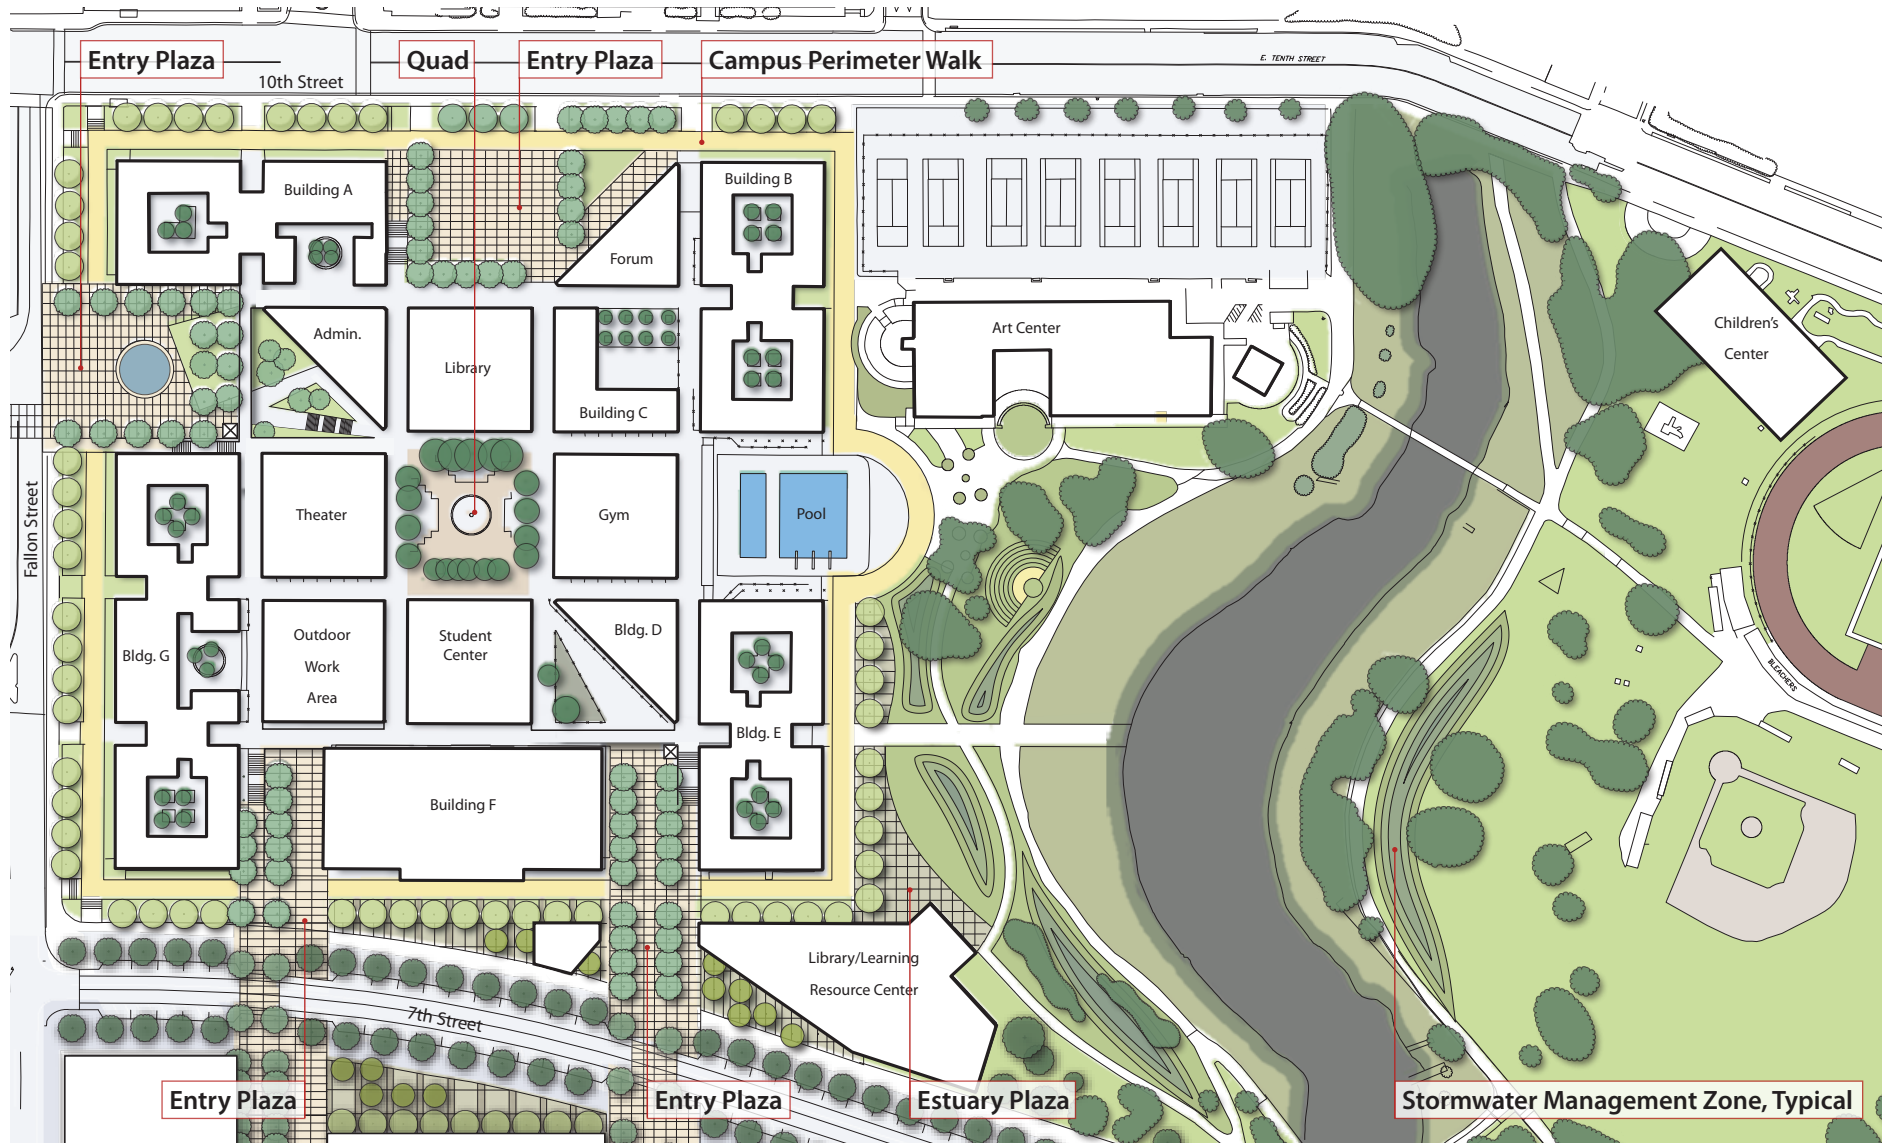 Entry Plaza
Quad
Entry Plaza
Campus Perimeter Walk
E. TENTH STREET
10th Street
Building A
Building B
Forum
Admin.
Library
Building C
Art Center
Children's
Center
Fallon Street
Theater
Gym
Pool
Bldg. G
Outdoor
Work
Area
Student
Center
Bldg. D
BLEACHERS
Bldg. E
Building F
Library/Learning
Resource Center
7th Street
Entry Plaza
Entry Plaza
Estuary Plaza
Stormwater Management Zone, Typical